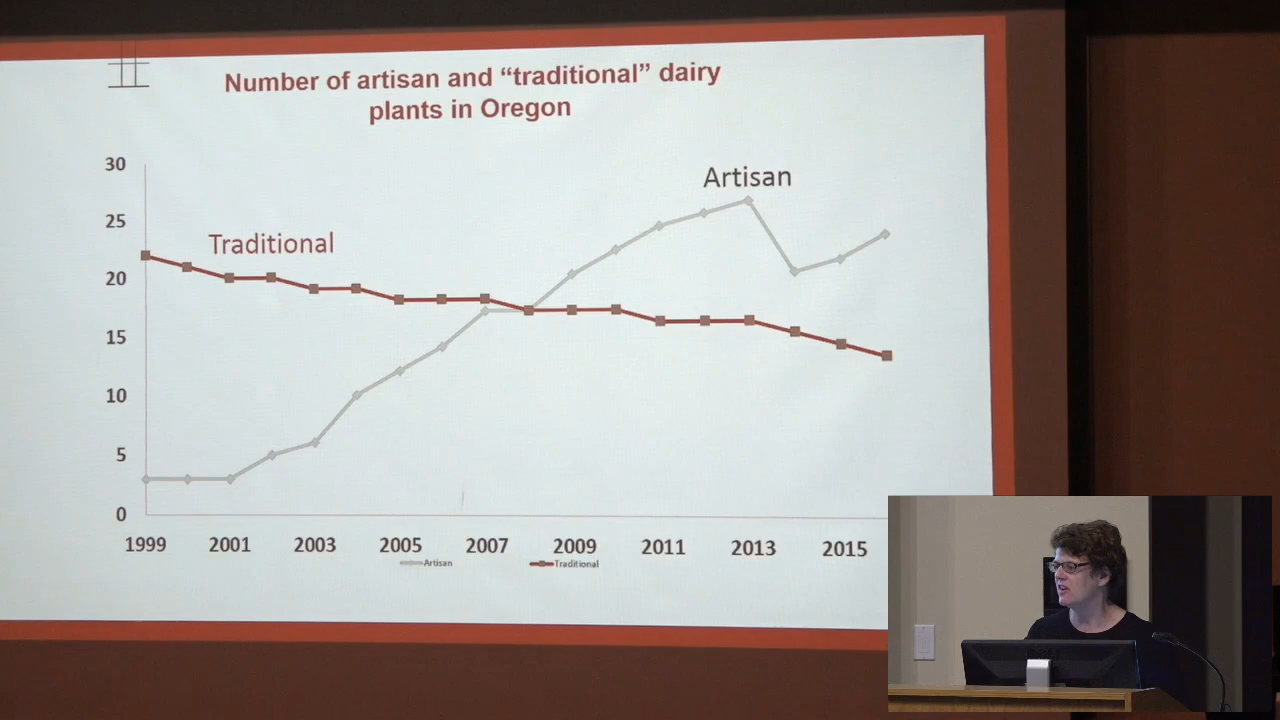 Number of artisan and “traditional” dairy
plants in Oregon
30
25
20
15
10
5
0
Traditional
Artisan
1999 2001 2003 2005 2007 2009 2011 2013 2015
Artisan Traditional